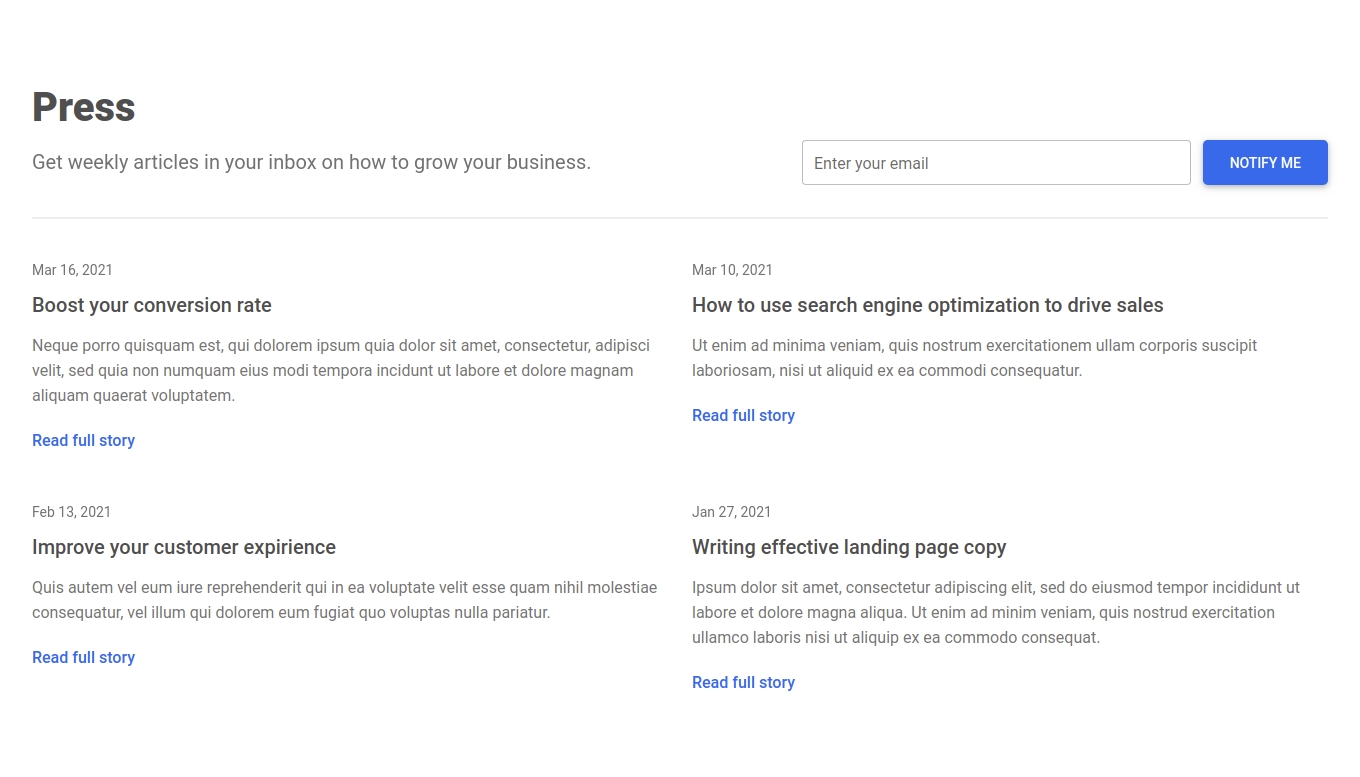 Press
Get weekly articles in your inbox on how to grow your business.
Enter your email
NOTIFY ME
Mar 16, 2021
Boost your conversion rate
Neque porro quisquam est, qui dolorem ipsum quia dolor sit amet, consectetur, adipisci
velit, sed quia non numquam eius modi tempora incidunt ut labore et dolore magnam
aliquam quaerat voluptatem.
Read full story
Mar 10, 2021
How to use search engine optimization to drive sales
Ut enim ad minima veniam, quis nostrum exercitationem ullam corporis suscipit
laboriosam, nisi ut aliquid ex ea commodi consequatur.
Read full story
Feb 13, 2021
Improve your customer expirience
Quis autem vel eum iure reprehenderit qui in ea voluptate velit esse quam nihil molestiae
consequatur, vel illum qui dolorem eum fugiat quo voluptas nulla pariatur.
Read full story
Jan 27, 2021
Writing effective landing page copy
Ipsum dolor sit amet, consectetur adipiscing elit, sed do eiusmod tempor incididunt ut
labore et dolore magna aliqua. Ut enim ad minim veniam, quis nostrud exercitation
ullamco laboris nisi ut aliquip ex ea commodo consequat.
Read full story